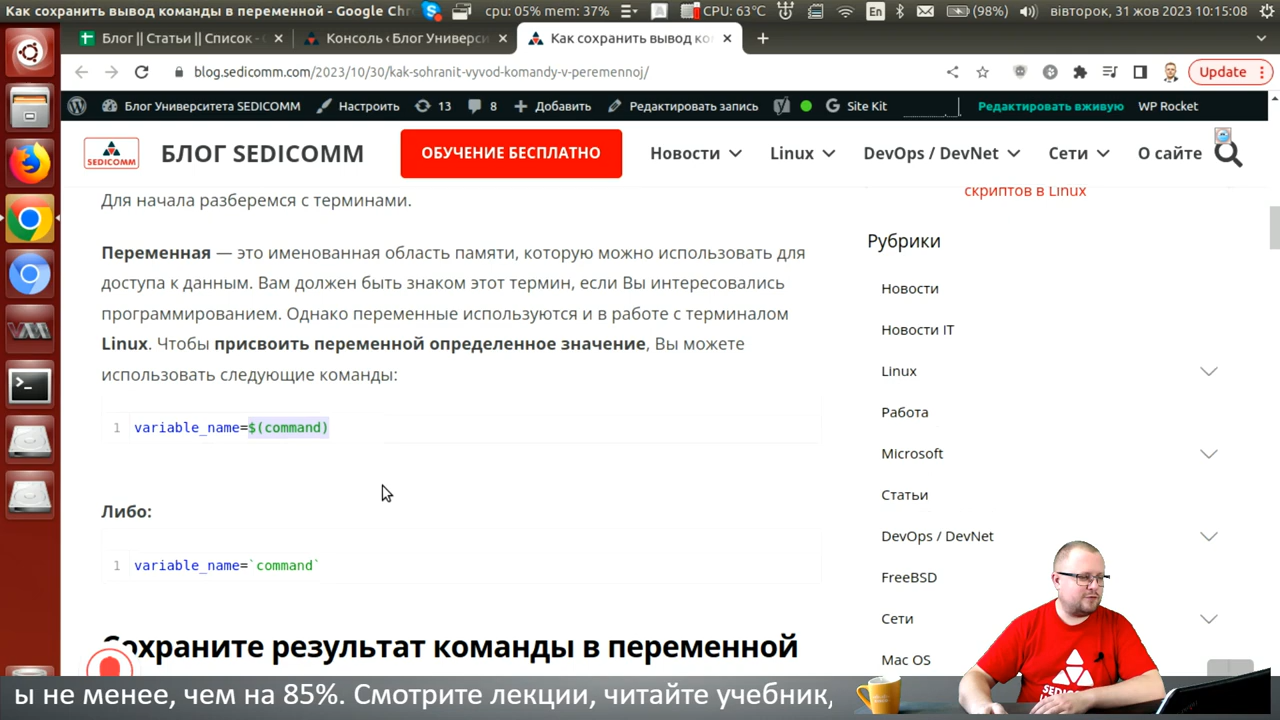 Как сохранить вывод команды в переменной - Google Chr
cpu: 05% mem: 37%
CPU: 63°C
En
(98%)
вівторок, 31 жов 2023 10:15:08
Блог || Статьи || Список -
Консоль ‹ Блог Универси
Как сохранить вывод ко
blog.sedicomm.com/2023/10/30/kak-sohranit-vyvod-komandy-v-peremennoj/
Update
Блог Университета SEDICOMM
Настроить
13
8
Добавить
Редактировать запись
Site Kit
Редактировать вживую
WP Rocket
SEDICOMM
БЛОГ SEDICOMM
ОБУЧЕНИЕ БЕСПЛАТНО
Новости
Linux
DevOps / DevNet
Сети
О сайте
Для начала разберемся с терминами.
Переменная — это именованная область памяти, которую можно использовать для
доступа к данным. Вам должен быть знаком этот термин, если Вы интересовались
программированием. Однако переменные используются и в работе с терминалом
Linux. Чтобы присвоить переменной определенное значение, Вы можете
использовать следующие команды:
1 variable_name=$(command)
Либо:
1 variable_name=`command`
Сохраните результат команды в переменной
скриптов в Linux
Рубрики
Новости
Новости IT
Linux
Работа
Microsoft
Статьи
DevOps / DevNet
FreeBSD
Сети
Mac OS
ы не менее, чем на 85%. Смотрите лекции, читайте учебник,